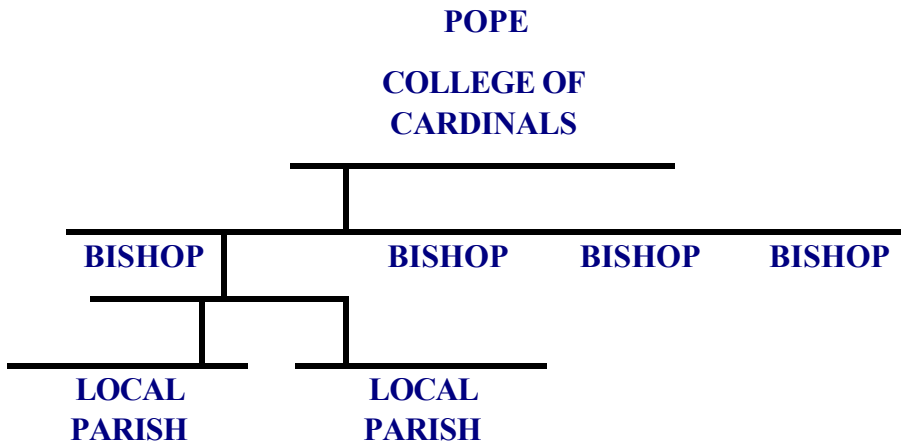 POPE
COLLEGE OF
CARDINALS
BISHOP BISHOP BISHOP BISHOP
LOCAL
PARISH
LOCAL
PARISH